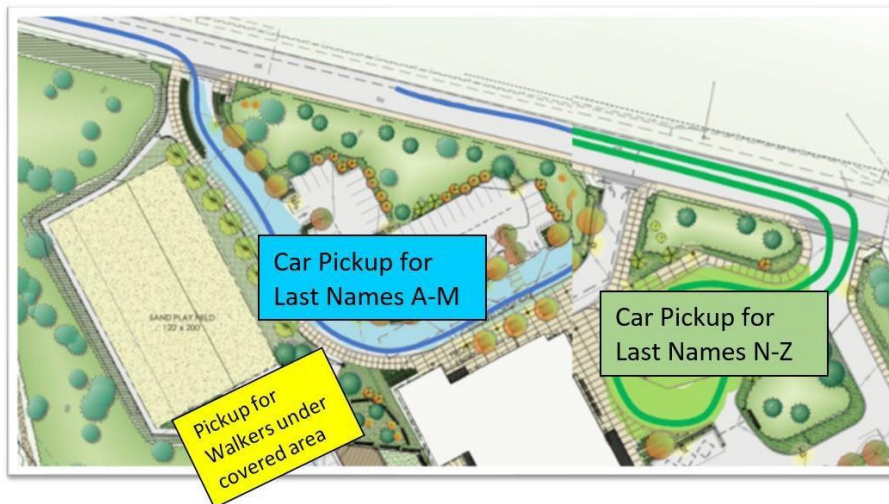 Car Pickup for
Last Names A-M
SAND PLAY FIELD
120 x 200
Car Pickup for
Last Names N-Z
Pickup for
Walkers under
covered area